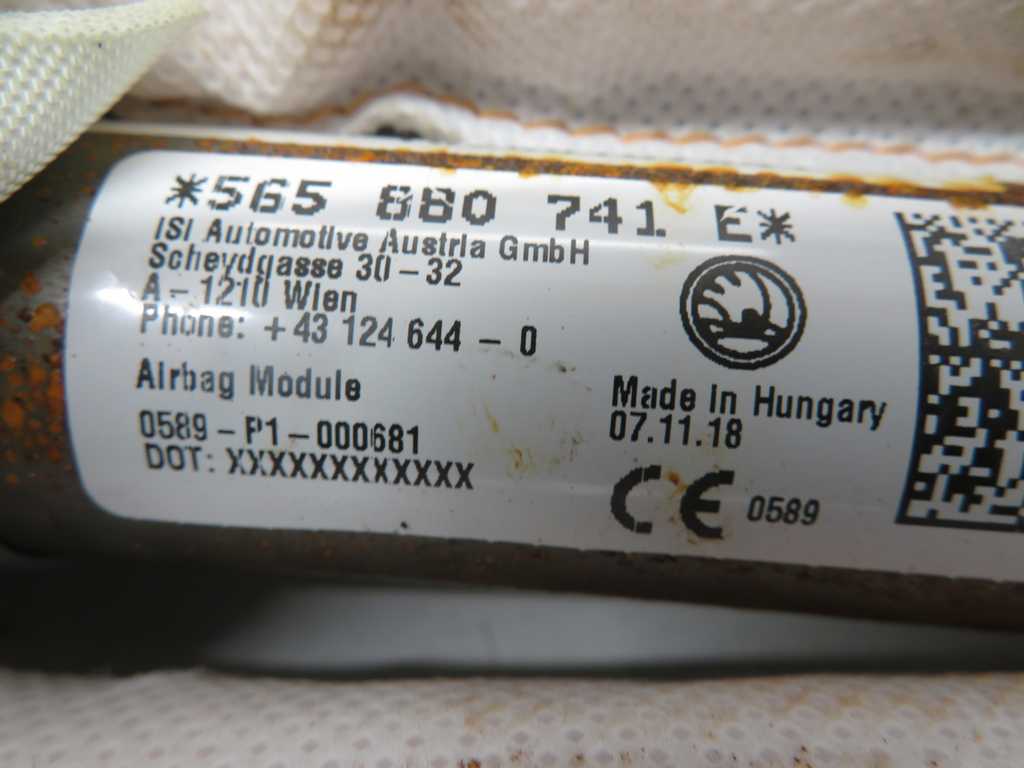 *565 880 741 E*
ISI Automotive Austria GmbH
Scheydgasse 30-32
A-1210 Wien
Phone: +43 124 644-0
Airbag Module
0589-P1-000681
DOT: XXXXXXXXXXXX
Made in Hungary
07.11.18
CE 0589